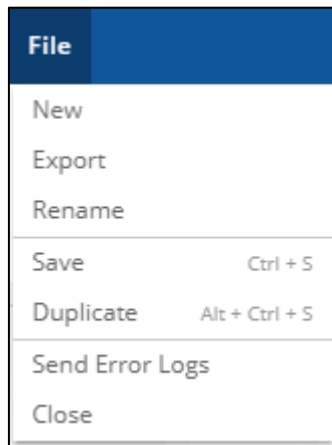 File
New
Export
Rename
Save Ctrl + S
Duplicate Alt + Ctrl + S
Send Error Logs
Close